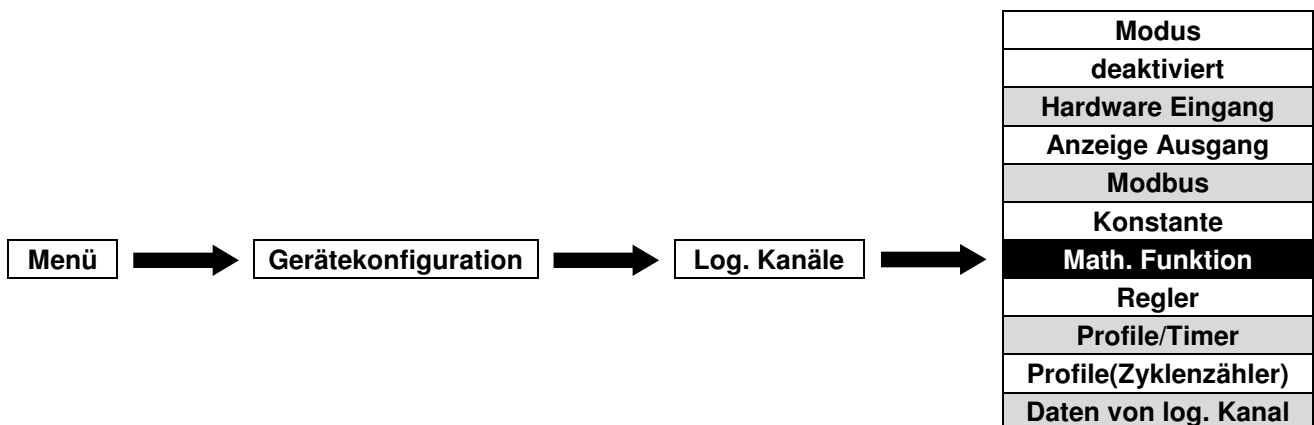 Modus
deaktiviert
Hardware Eingang
Anzeige Ausgang
Modbus
Konstante
Menü
Gerätekonfiguration
Log. Kanäle
Math. Funktion
Regler
Profile/Timer
Profile(Zyklenzähler)
Daten von log. Kanal